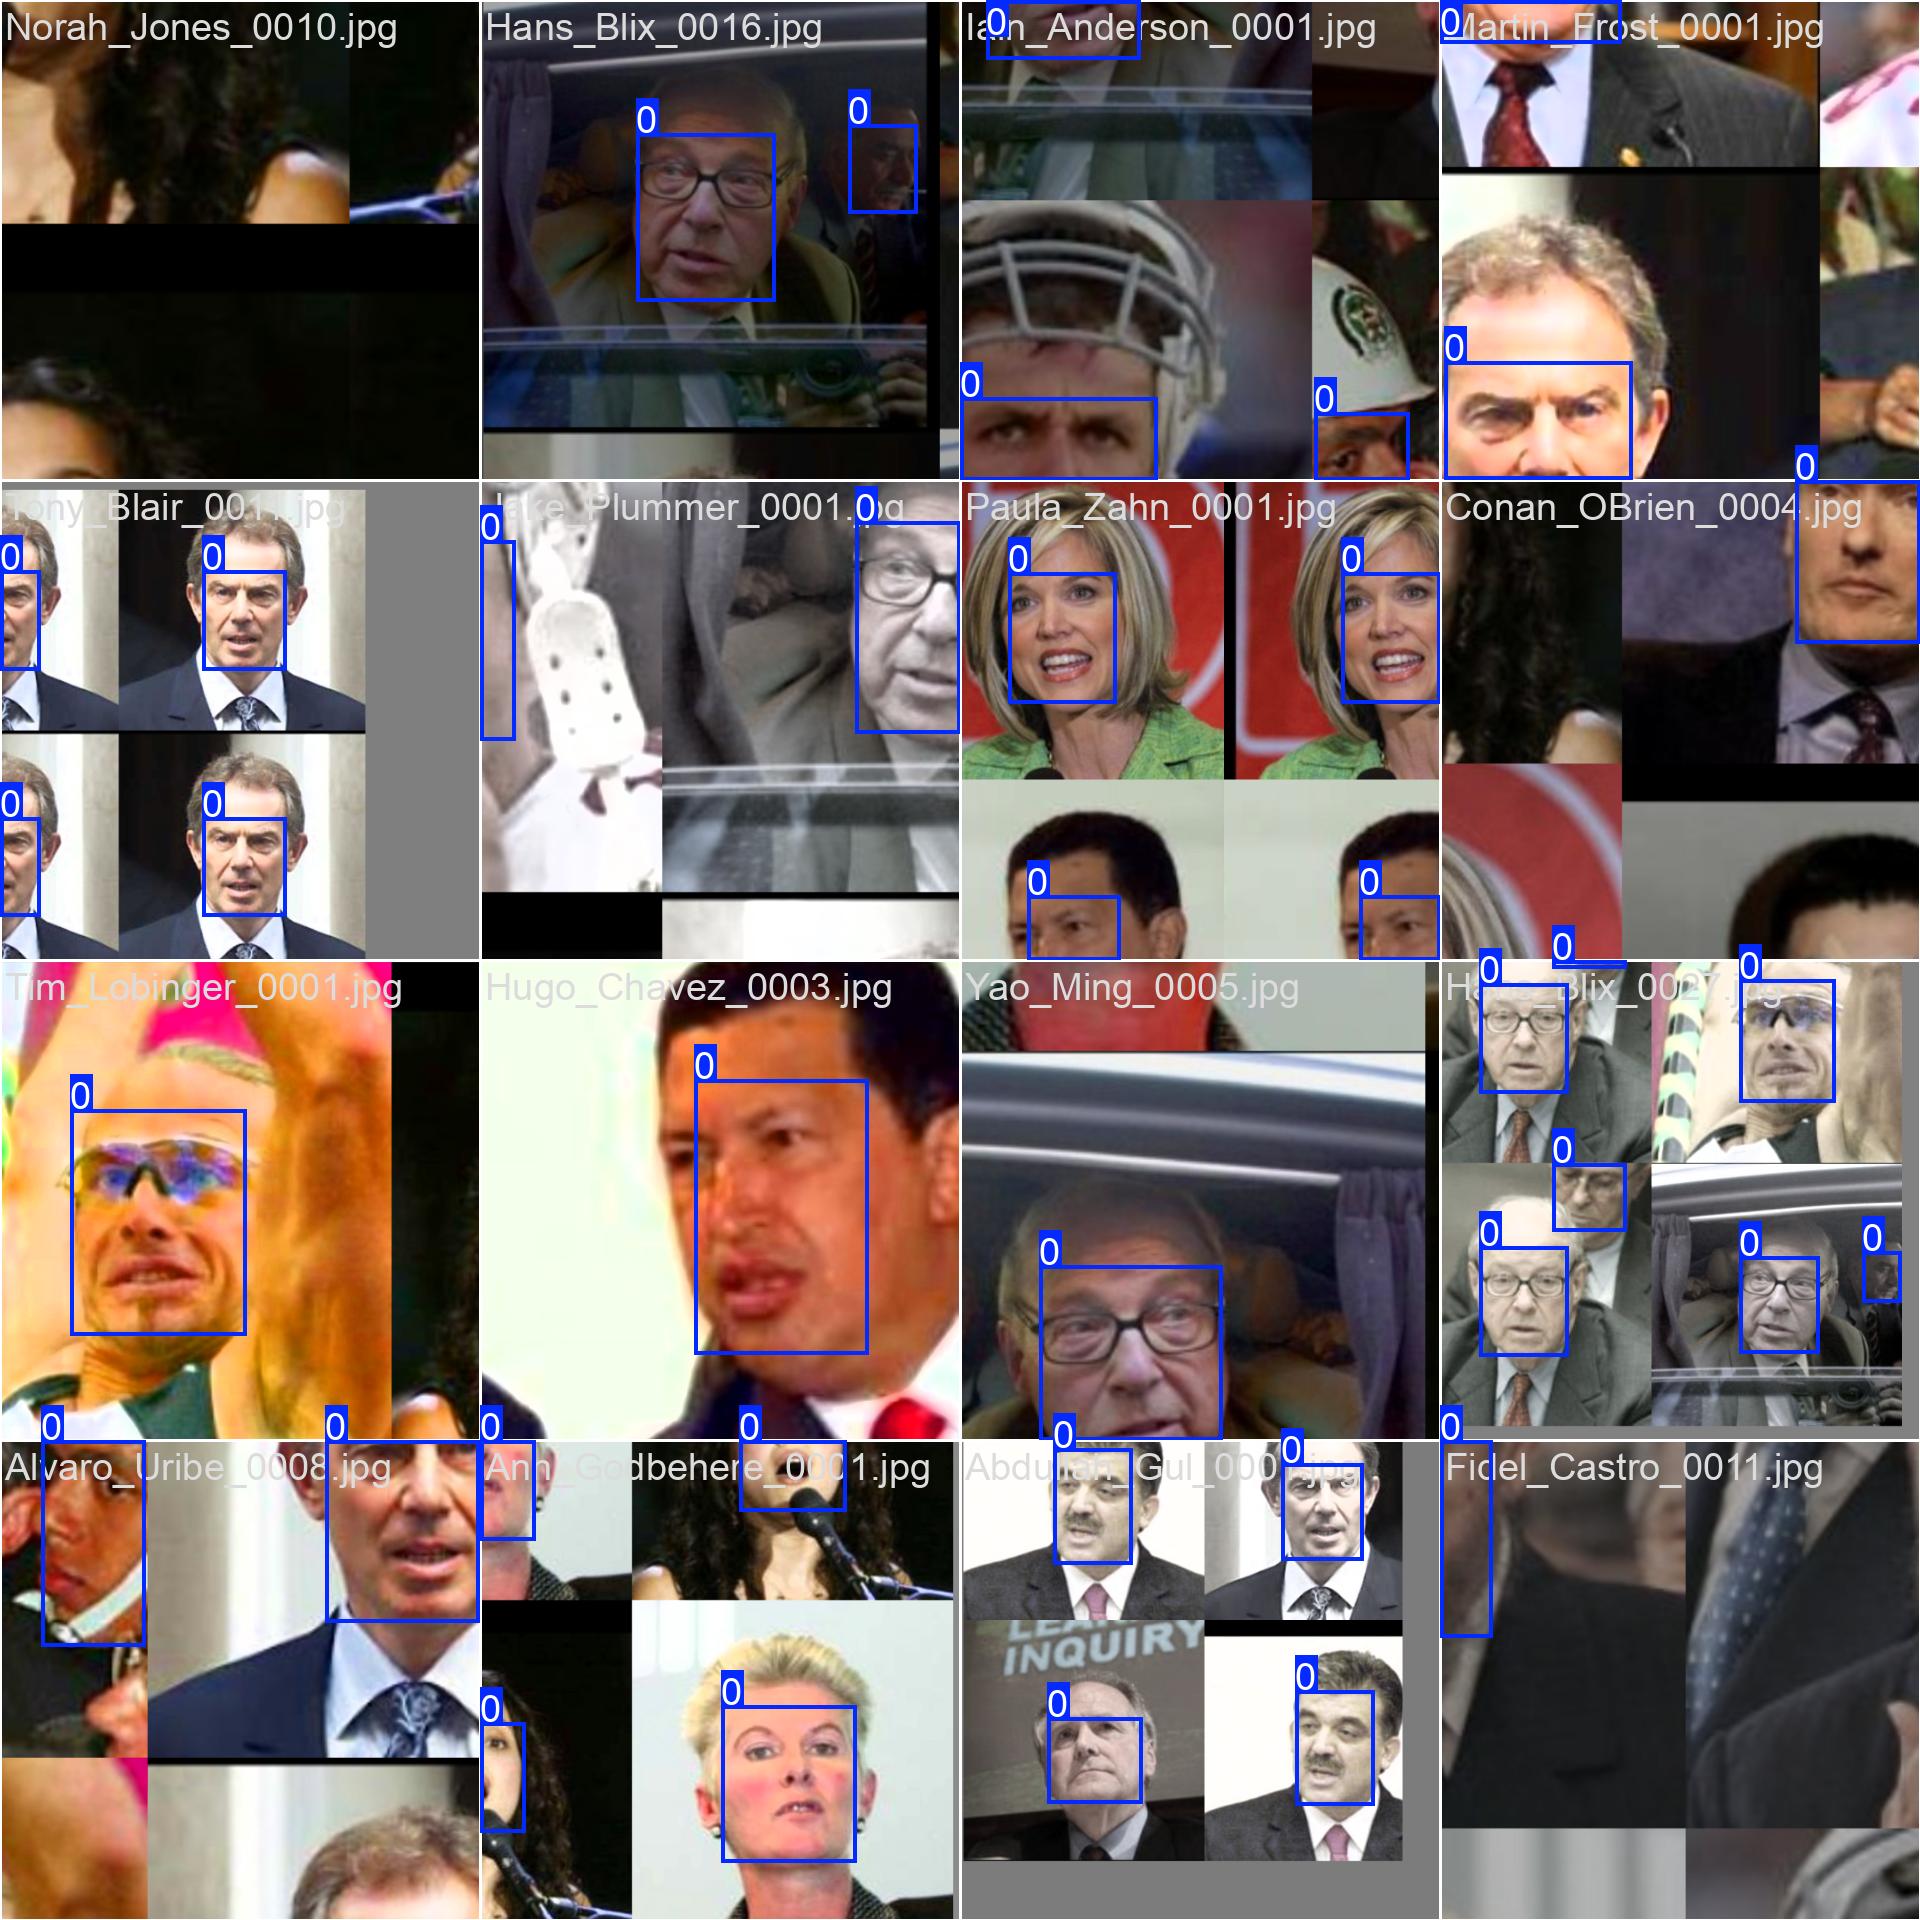 Norah_Jones_0010.jpg
Hans_Blix_0016.jpg
0
0
Iain_Anderson_0001.jpg
0
0
0
Martin_Frost_0001.jpg
0
0
0
Tony_Blair_0011.jpg
0
0
0
0
Jake_Plummer_0001.jpg
0
0
Paula_Zahn_0001.jpg
0
0
0
0
Conan_OBrien_0004.jpg
0
Tim_Lobinger_0001.jpg
0
Hugo_Chavez_0003.jpg
0
Yao_Ming_0005.jpg
0
Hans_Blix_0027.jpg
0
0
0
0
0
0
0
Alvaro_Uribe_0008.jpg
0
0
Ann_Godbehere_0001.jpg
0
0
0
0
Abdullah_Gul_000
.jpg
0
0
0
0
INQUIRY
Fidel_Castro_0011.jpg
0